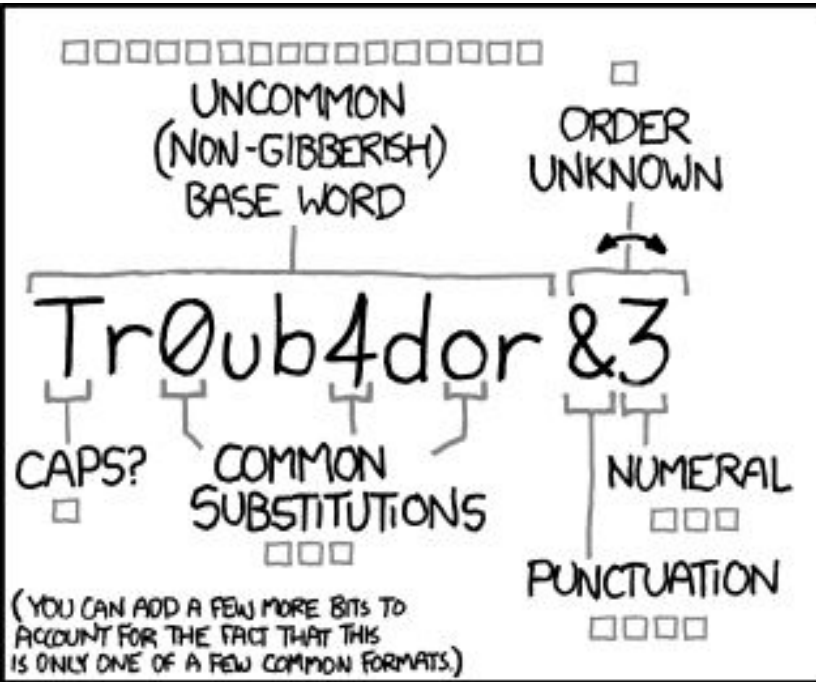 UNCOMMON
(NON-GIBBERISH)
BASE WORD
ORDER
UNKNOWN
Tr0ub4dor &3
CAPS?
COMMON
SUBSTITUTIONS
NUMERAL
PUNCTUATION
(YOU CAN ADD A FEW MORE BITS TO
ACCOUNT FOR THE FACT THAT THIS
IS ONLY ONE OF A FEW COMMON FORMATS.)